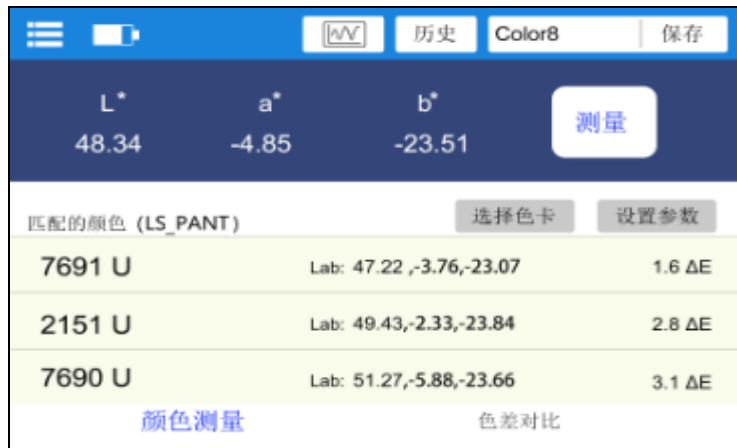 历史 Color8 保存
L* a* b*
48.34 -4.85 -23.51
测量
匹配的颜色 (LS_PANT) 选择色卡 设置参数
7691 U Lab: 47.22 ,-3.76,-23.07 1.6 ΔE
2151 U Lab: 49.43,-2.33,-23.84 2.8 ΔE
7690 U Lab: 51.27,-5.88,-23.66 3.1 ΔE
颜色测量 色差对比